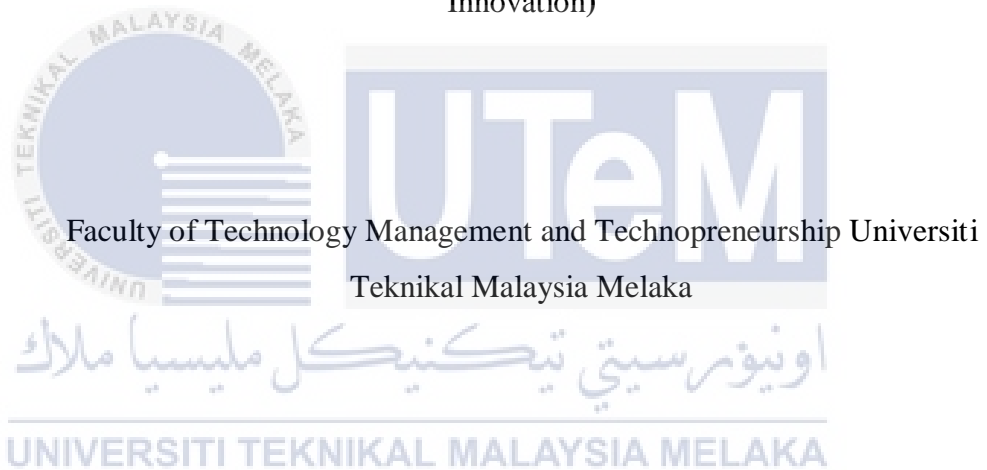 Innovation)
UNIVERSITI TEKNIKAL MALAYSIA MELAKA
UTeM
Faculty of Technology Management and Technopreneurship Universiti
Teknikal Malaysia Melaka
اونيۏرسيتي تيكنيكل مليسيا ملاك
UNIVERSITI TEKNIKAL MALAYSIA MELAKA